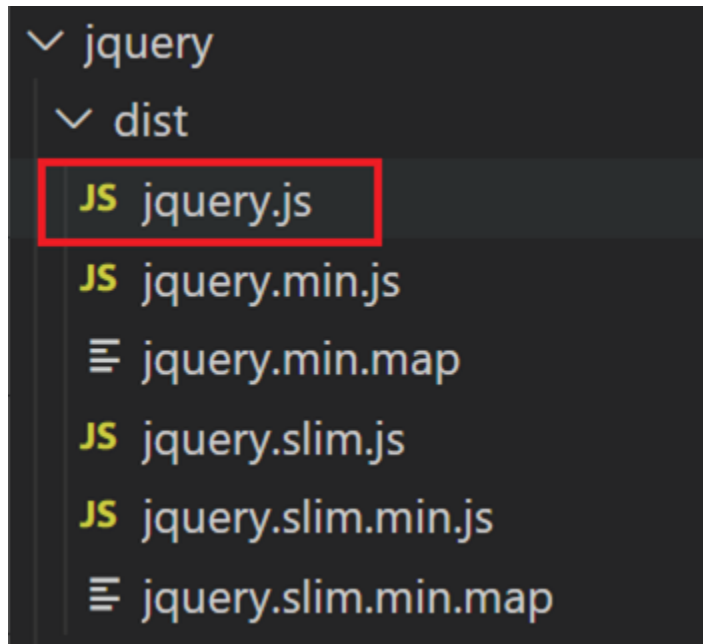 jquery
dist
JS jquery.js
JS jquery.min.js
jquery.min.map
JS jquery.slim.js
JS jquery.slim.min.js
jquery.slim.min.map